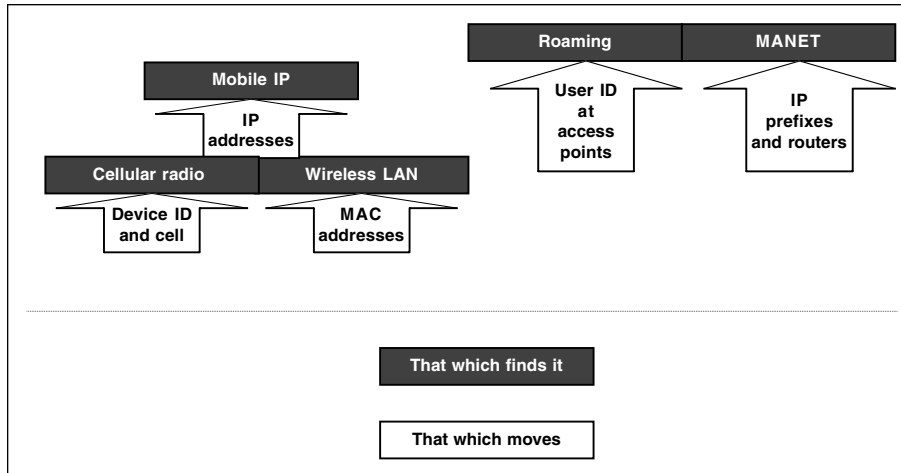 Roaming
MANET
Mobile IP
User ID
at
access
points
IP
prefixes
and routers
IP
addresses
Cellular radio
Wireless LAN
Device ID
and cell
MAC
addresses
That which finds it
That which moves